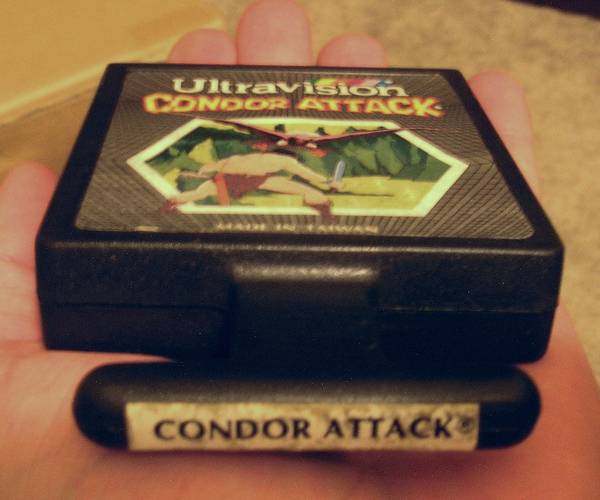 Ultravision
CONDOR ATTACK
MADE IN TAIWAN
CONDOR ATTACK®